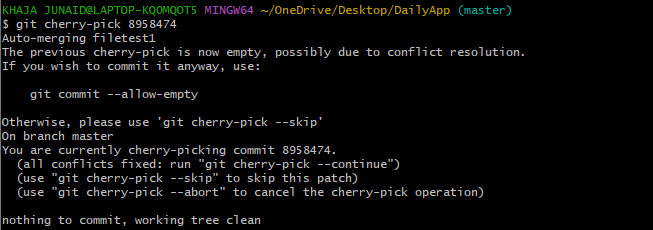 KHAJA JUNAID@LAPTOP-KQOMQOT5 MINGW64 ~/OneDrive/Desktop/DailyApp (master)
$ git cherry-pick 8958474
Auto-merging filetest1
The previous cherry-pick is now empty, possibly due to conflict resolution.
If you wish to commit it anyway, use:

    git commit --allow-empty

Otherwise, please use 'git cherry-pick --skip'
On branch master
You are currently cherry-picking commit 8958474.
  (all conflicts fixed: run "git cherry-pick --continue")
  (use "git cherry-pick --skip" to skip this patch)
  (use "git cherry-pick --abort" to cancel the cherry-pick operation)

nothing to commit, working tree clean